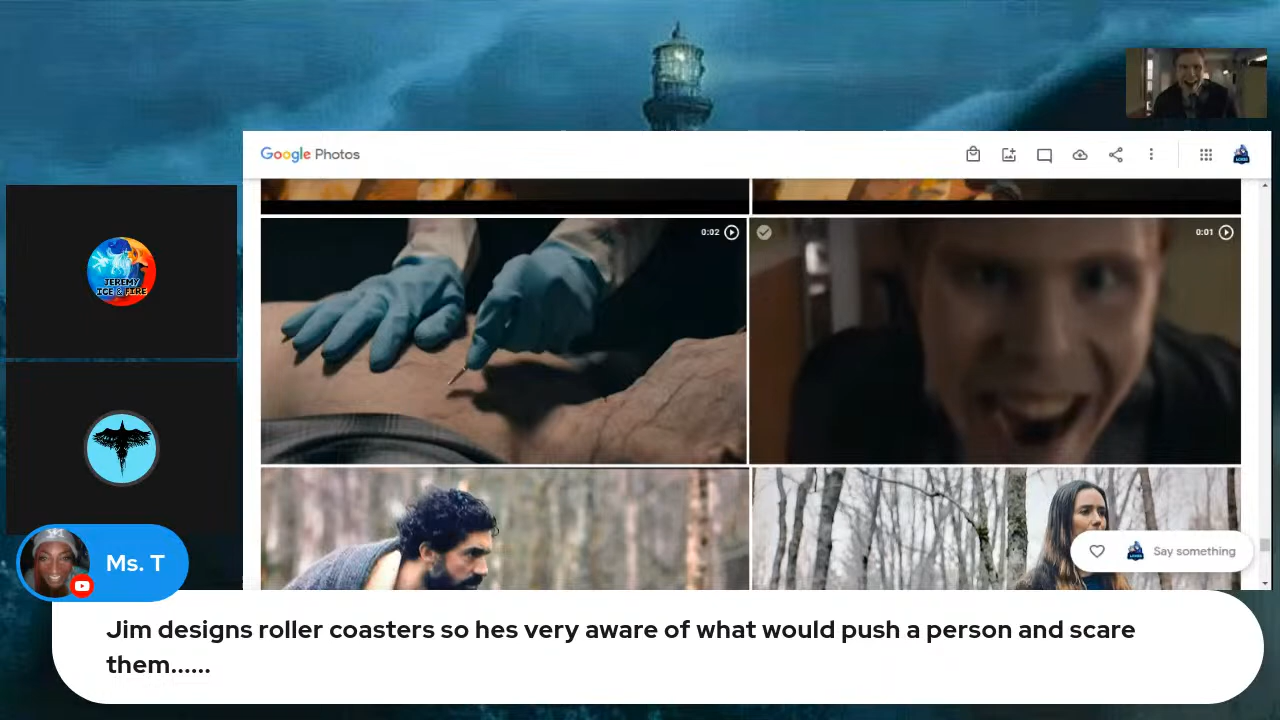 Google Photos
0:02
0:01
JEREMY
ICE & FIRE
Say something
Ms. T
Jim designs roller coasters so hes very aware of what would push a person and scare
them......